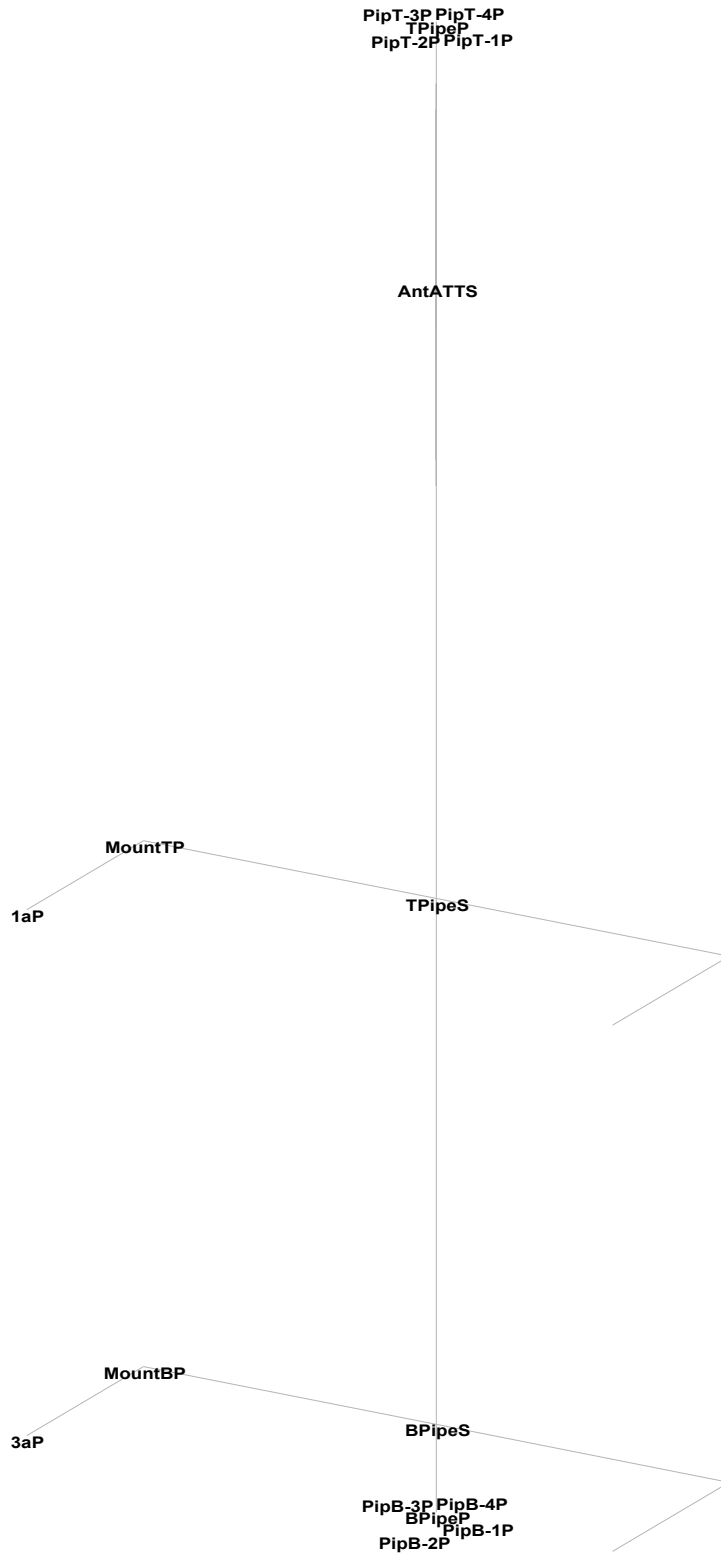 PipT-3P PipT-4P
TPipeP
PipT-2P PipT-1P
AntATTS
MountTP
TPipeS
1aP
MountBP
BPipeS
3aP
PipB-3P PipB-4P
BPipeP
PipB-1P
PipB-2P